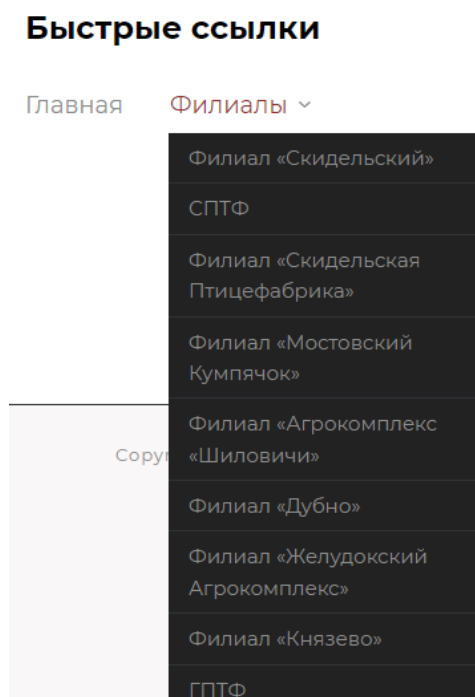 Быстрые ссылки
Главная Филиалы
Филиал «Скидельский»
СПТФ
Филиал «Скидельская
Птицефабрика»
Филиал «Мостовский
Кумпячок»
Филиал «Агрокомплекс
«Шиловичи»
Филиал «Дубно»
Филиал «Желудокский
Агрокомплекс»
Филиал «Князево»
ГПТФ